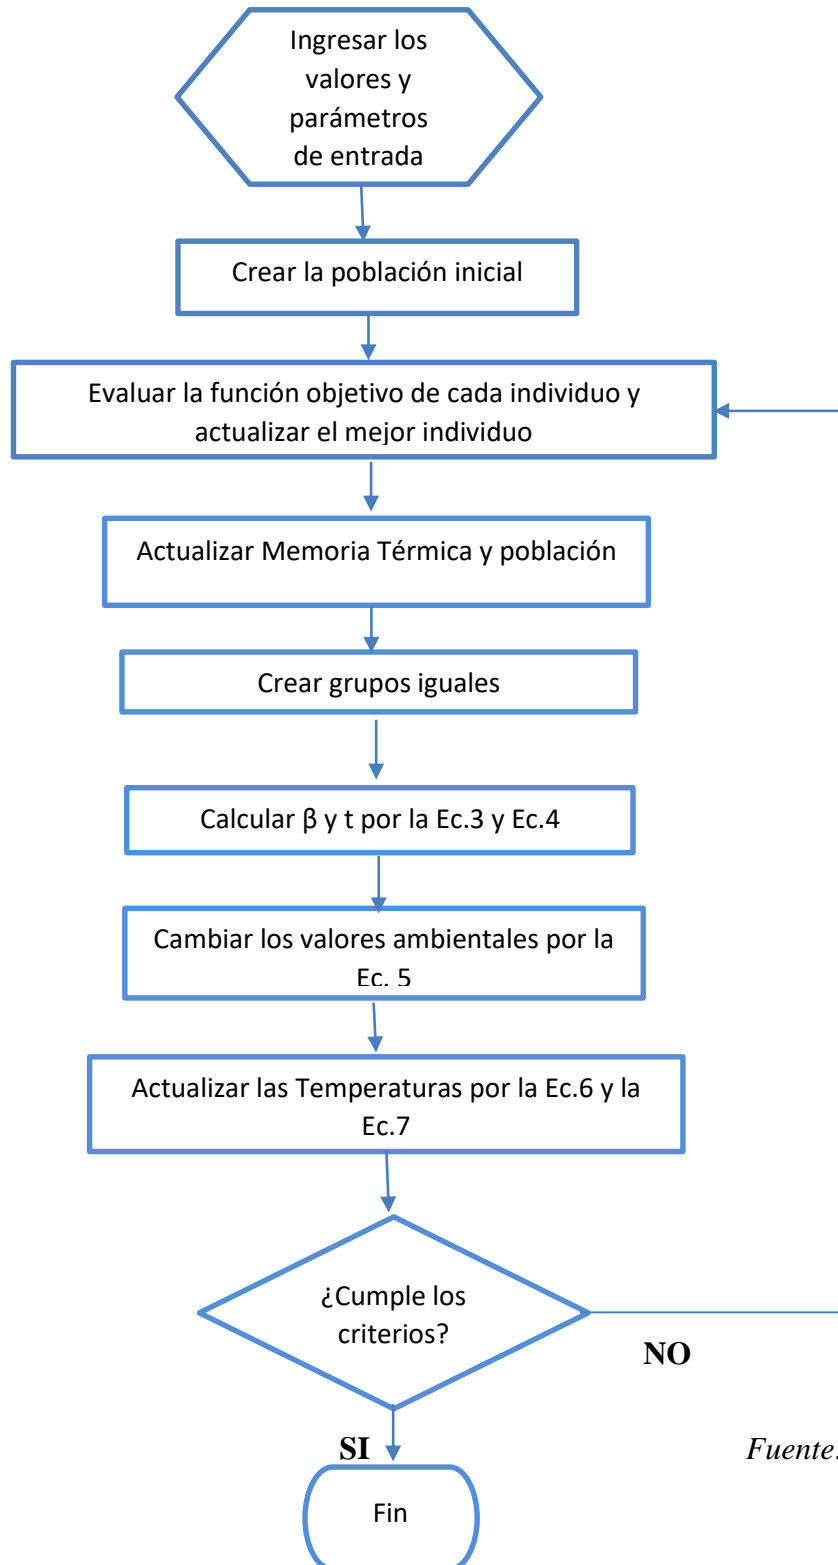 Ingresar los
valores y
parámetros
de entrada
Crear la población inicial
Evaluar la función objetivo de cada individuo y
actualizar el mejor individuo
Actualizar Memoria Térmica y población
Crear grupos iguales
Calcular β y t por la Ec.3 y Ec.4
Cambiar los valores ambientales por la
Ec. 5
Actualizar las Temperaturas por la Ec.6 y la
Ec.7
¿Cumple los
criterios?
NO
SI
Fuente:
Fin